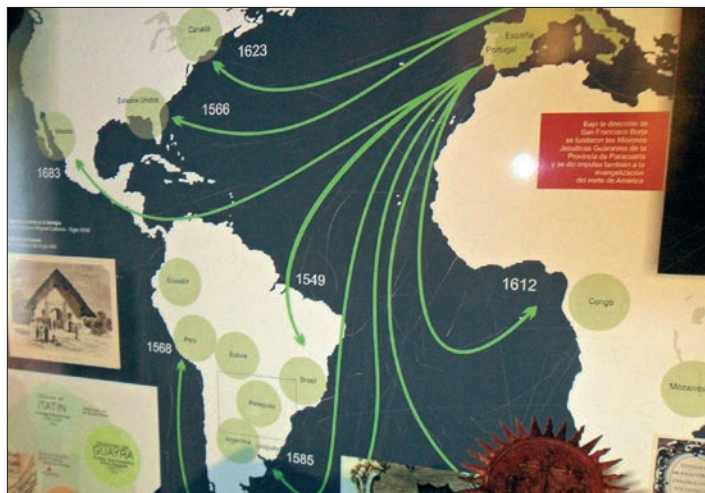 Canadá
1623
España
Portugal
Estados Unidos
1566
México
1683
Bajo la dirección de
San Francisco Borja
se fundaron las Misiones
Jesuíticas Guaraníes de la
Provincia de Paracuaria
y se dio impulso también a la
evangelización
del norte de América
Ecuador
1549
1612
Congo
1568
Perú
Bolivia
Brasil
Mozambi
Paraguay
Argentina
Uruguay
1585
ITATIN
GUAYRA